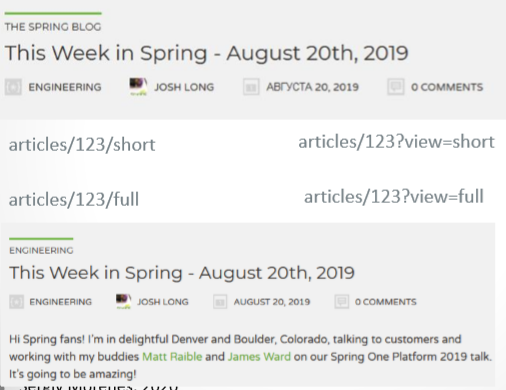 THE SPRING BLOG
This Week in Spring - August 20th, 2019
ENGINEERING JOSH LONG АВГУСТА 20, 2019 0 COMMENTS
articles/123/short articles/123?view=short
articles/123/full articles/123?view=full
ENGINEERING
This Week in Spring - August 20th, 2019
ENGINEERING JOSH LONG AUGUST 20, 2019 0 COMMENTS
Hi Spring fans! I'm in delightful Denver and Boulder, Colorado, talking to customers and
working with my buddies Matt Raible and James Ward on our Spring One Platform 2019 talk.
It's going to be amazing!